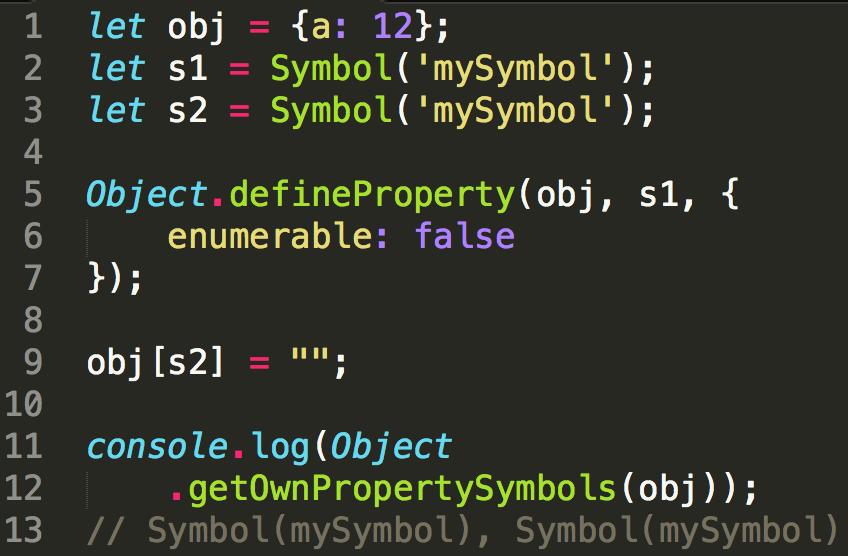 1 let obj = {a: 12};
2 let s1 = Symbol('mySymbol');
3 let s2 = Symbol('mySymbol');
4
5 Object.defineProperty(obj, s1, {
6     enumerable: false
7 });
8
9 obj[s2] = "";
10
11 console.log(Object
12     .getOwnPropertySymbols(obj));
13 // Symbol(mySymbol), Symbol(mySymbol)